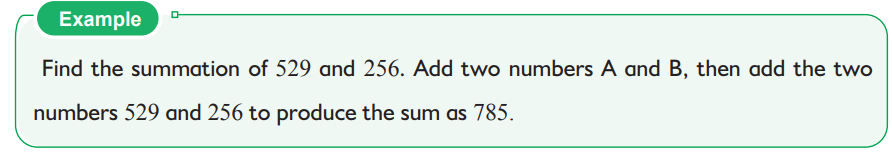 Example
Find the summation of 529 and 256. Add two numbers A and B, then add the two
numbers 529 and 256 to produce the sum as 785.